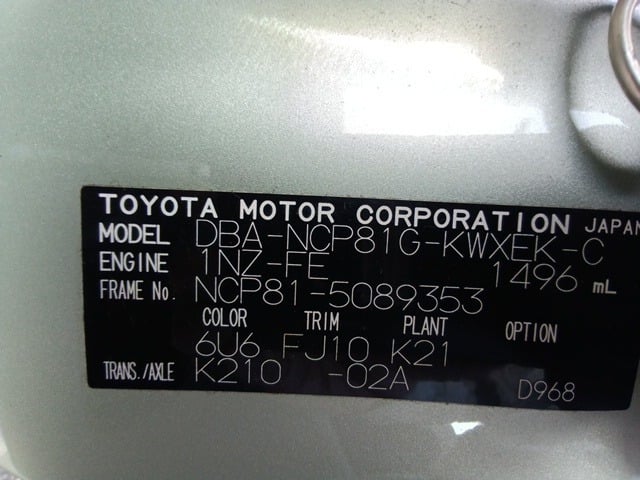 TOYOTA MOTOR CORPORATION JAPAN
MODEL DBA-NCP81G-KWXEK-C
ENGINE 1NZ-FE 1496 mL
FRAME No. NCP81-5089353
COLOR TRIM PLANT OPTION
6U6 FJ10 K21
TRANS./AXLE K210 -02A
D968